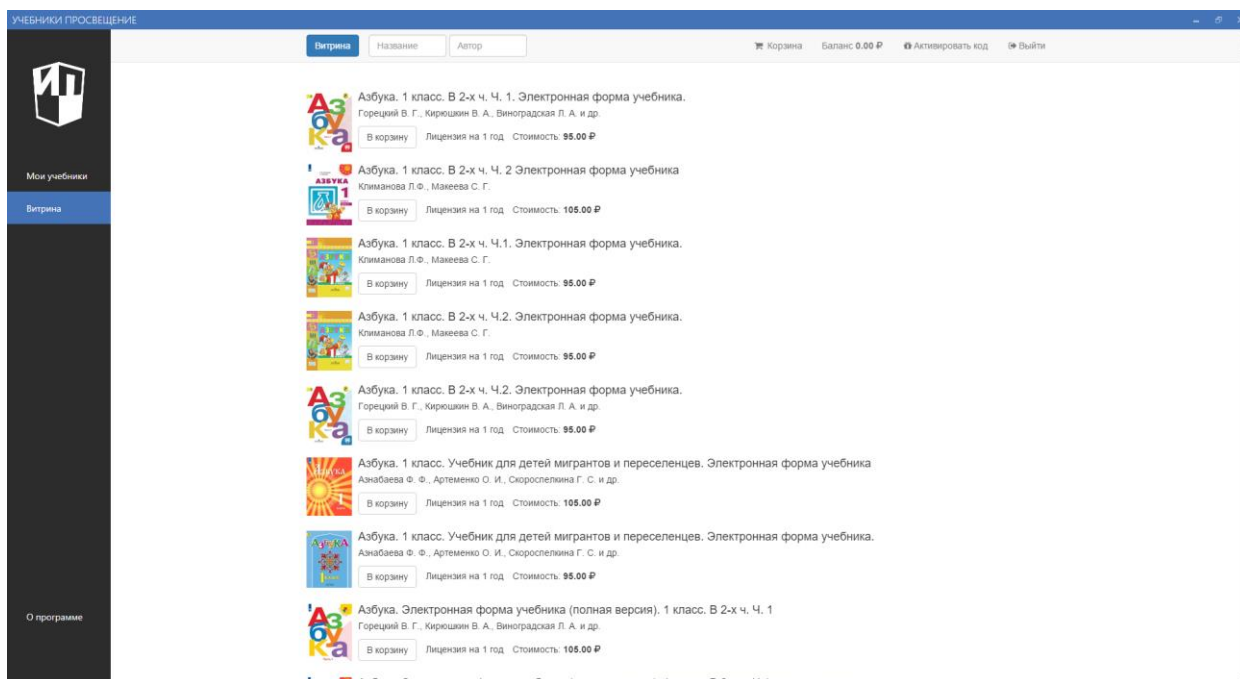 УЧЕБНИКИ ПРОСВЕЩЕНИЕ
Витрина Название Автор Корзина Баланс 0.00 ₽ Активировать код Выйти
Мои учебники
Витрина
О программе
Азбука. 1 класс. В 2-х ч. Ч. 1. Электронная форма учебника.
Горецкий В. Г., Кирюшкин В. А., Виноградская Л. А. и др.
В корзину Лицензия на 1 год Стоимость: 95.00 ₽
Азбука. 1 класс. В 2-х ч. Ч. 2 Электронная форма учебника
Климанова Л.Ф., Макеева С. Г.
В корзину Лицензия на 1 год Стоимость: 105.00 ₽
Азбука. 1 класс. В 2-х ч. Ч.1. Электронная форма учебника.
Климанова Л.Ф., Макеева С. Г.
В корзину Лицензия на 1 год Стоимость: 95.00 ₽
Азбука. 1 класс. В 2-х ч. Ч.2. Электронная форма учебника.
Климанова Л.Ф., Макеева С. Г.
В корзину Лицензия на 1 год Стоимость: 95.00 ₽
Азбука. 1 класс. В 2-х ч. Ч.2. Электронная форма учебника.
Горецкий В. Г., Кирюшкин В. А., Виноградская Л. А. и др.
В корзину Лицензия на 1 год Стоимость: 95.00 ₽
Азбука. 1 класс. Учебник для детей мигрантов и переселенцев. Электронная форма учебника
Азнабаева Ф. Ф., Артеменко О. И., Скороспелкина Г. С. и др.
В корзину Лицензия на 1 год Стоимость: 105.00 ₽
Азбука. 1 класс. Учебник для детей мигрантов и переселенцев. Электронная форма учебника.
Азнабаева Ф. Ф., Артеменко О. И., Скороспелкина Г. С. и др.
В корзину Лицензия на 1 год Стоимость: 95.00 ₽
Азбука. Электронная форма учебника (полная версия). 1 класс. В 2-х ч. Ч. 1
Горецкий В. Г., Кирюшкин В. А., Виноградская Л. А. и др.
В корзину Лицензия на 1 год Стоимость: 105.00 ₽